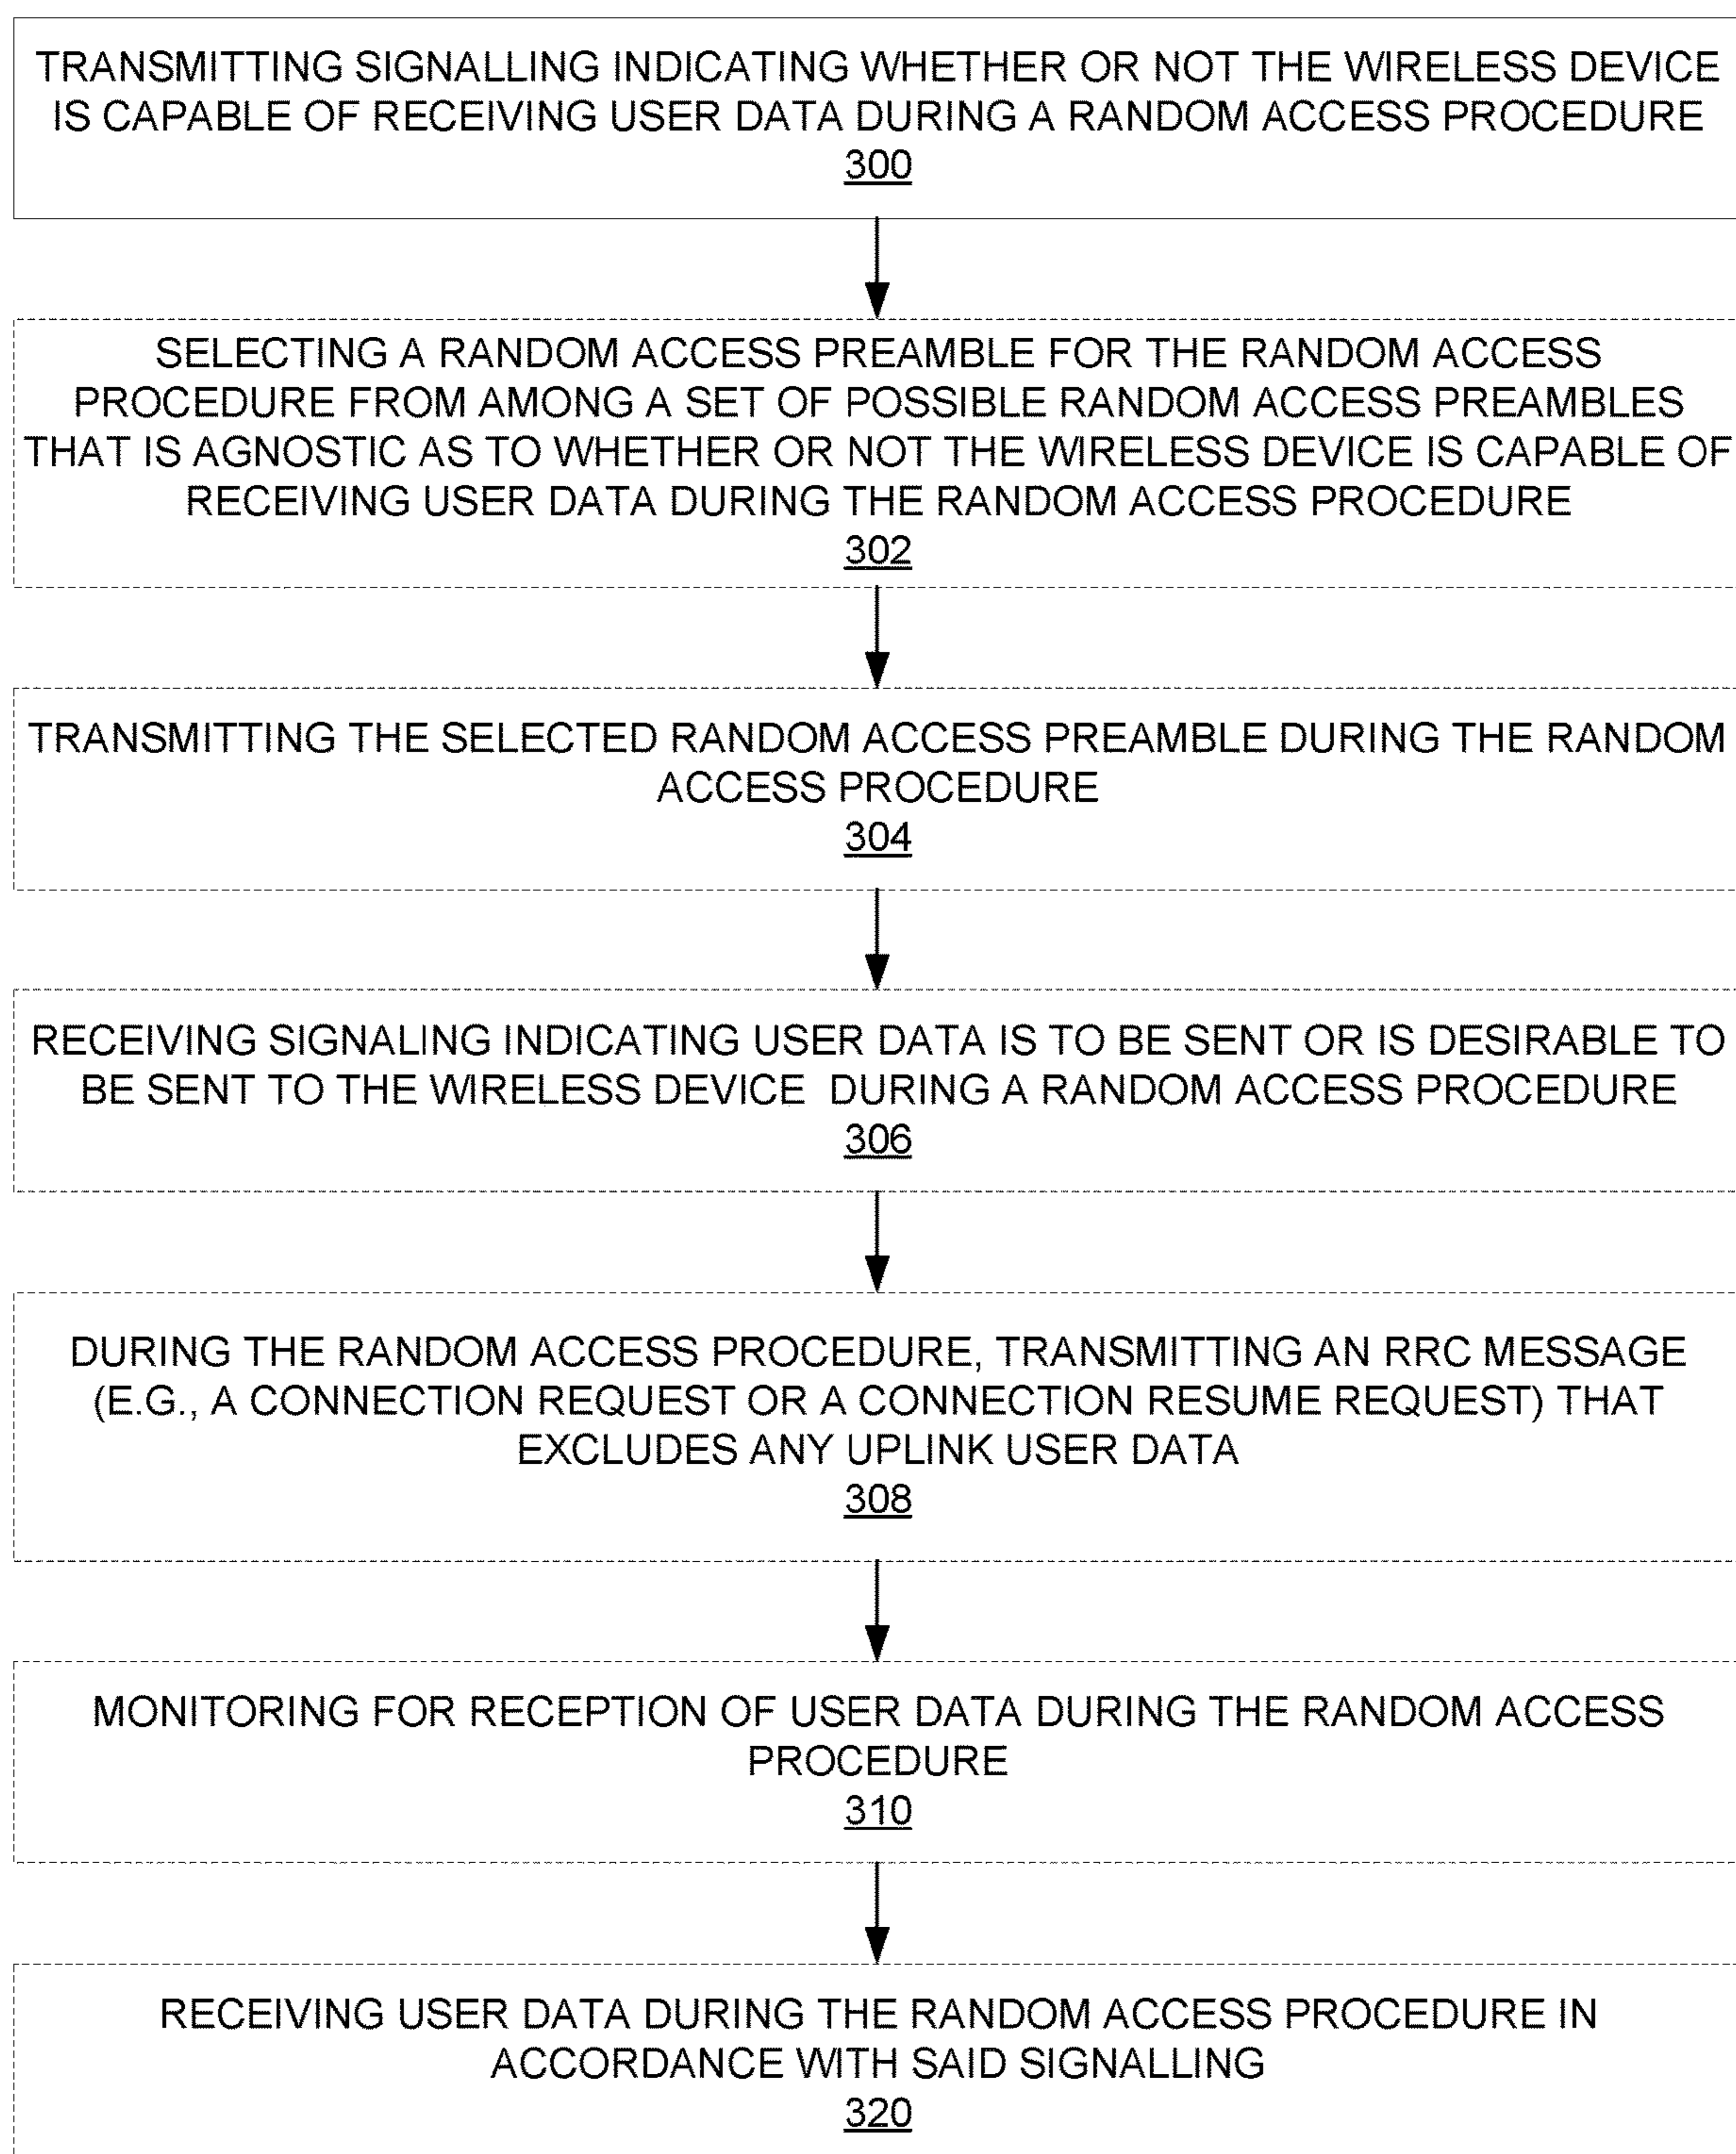 TRANSMITTING SIGNALLING INDICATING WHETHER OR NOT THE WIRELESS DEVICE
IS CAPABLE OF RECEIVING USER DATA DURING A RANDOM ACCESS PROCEDURE
300
SELECTING A RANDOM ACCESS PREAMBLE FOR THE RANDOM ACCESS
PROCEDURE FROM AMONG A SET OF POSSIBLE RANDOM ACCESS PREAMBLES
THAT IS AGNOSTIC AS TO WHETHER OR NOT THE WIRELESS DEVICE IS CAPABLE OF
RECEIVING USER DATA DURING THE RANDOM ACCESS PROCEDURE
302
TRANSMITTING THE SELECTED RANDOM ACCESS PREAMBLE DURING THE RANDOM
ACCESS PROCEDURE
304
RECEIVING SIGNALING INDICATING USER DATA IS TO BE SENT OR IS DESIRABLE TO
BE SENT TO THE WIRELESS DEVICE DURING A RANDOM ACCESS PROCEDURE
306
DURING THE RANDOM ACCESS PROCEDURE, TRANSMITTING AN RRC MESSAGE
(E.G., A CONNECTION REQUEST OR A CONNECTION RESUME REQUEST) THAT
EXCLUDES ANY UPLINK USER DATA
308
MONITORING FOR RECEPTION OF USER DATA DURING THE RANDOM ACCESS
PROCEDURE
310
RECEIVING USER DATA DURING THE RANDOM ACCESS PROCEDURE IN
ACCORDANCE WITH SAID SIGNALLING
320